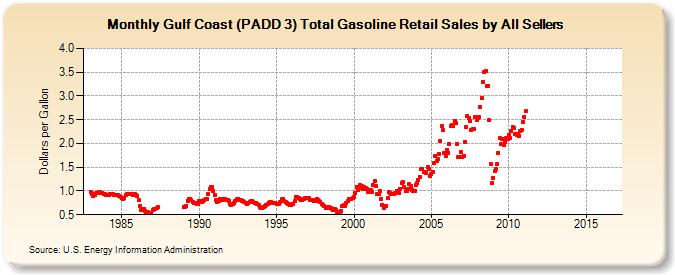 Monthly Gulf Coast (PADD 3) Total Gasoline Retail Sales by All Sellers
Dollars per Gallon
4.0
3.5
3.0
2.5
2.0
1.5
1.0
0.5
1985 1990 1995 2000 2005 2010 2015
Source: U.S. Energy Information Administration